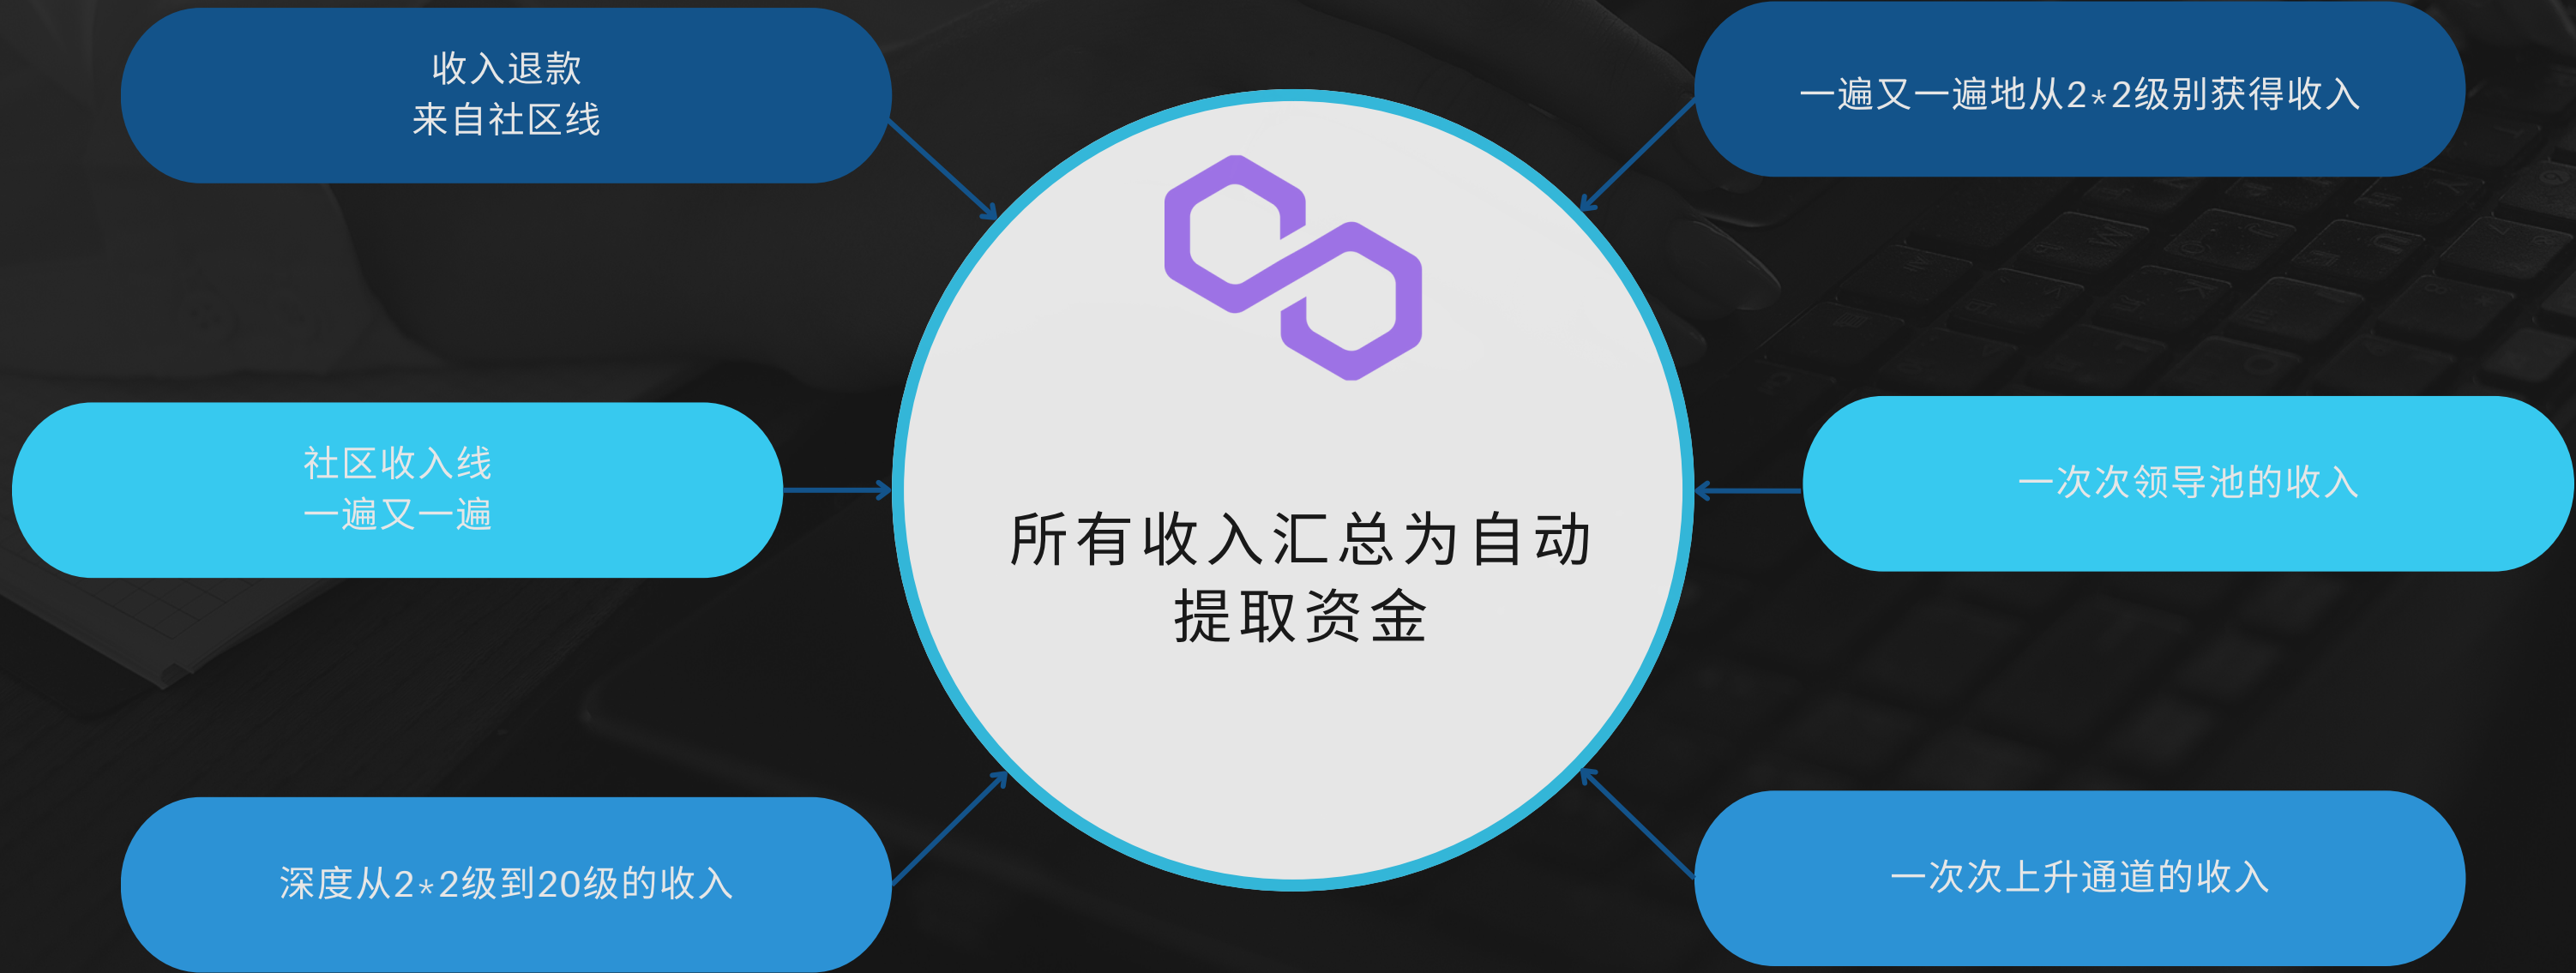 收入退款
来自社区线
一遍又一遍地从2*2级别获得收入
社区收入线
一遍又一遍
所有收入汇总为自动
提取资金
一次次领导池的收入
深度从2*2级到20级的收入
一次次上升通道的收入